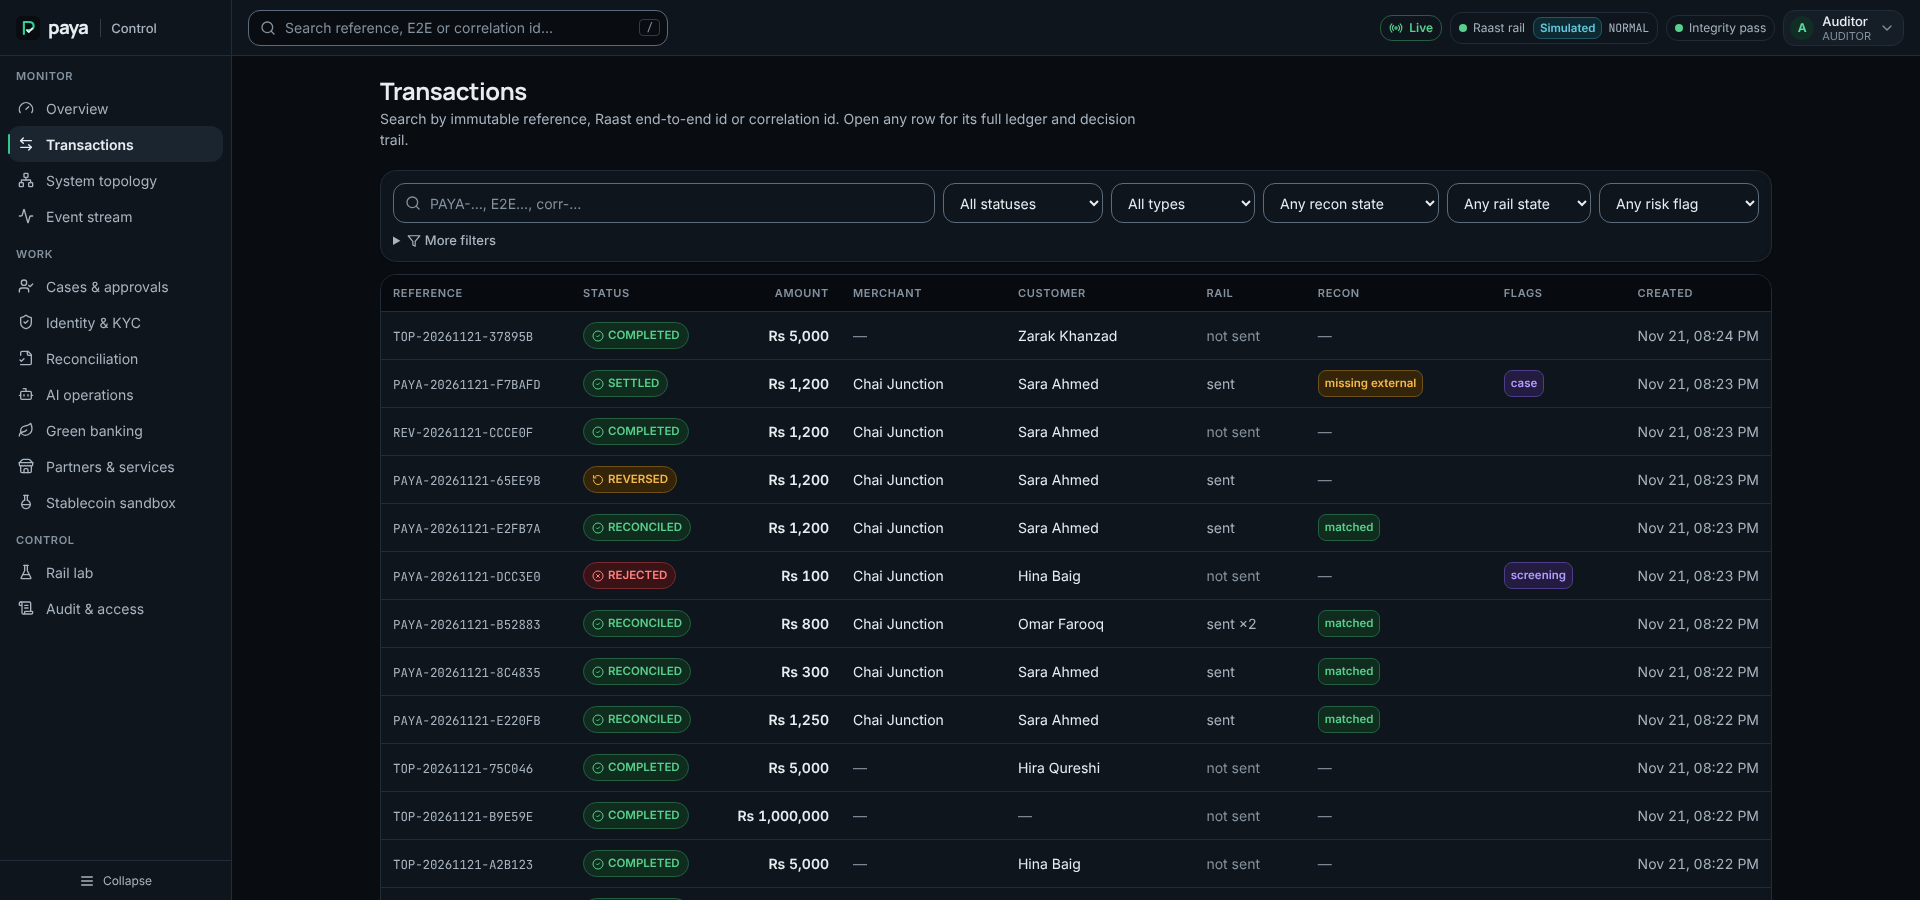 paya Control
Search reference, E2E or correlation id... /
Live
Raast rail Simulated NORMAL
Integrity pass
A Auditor
AUDITOR
MONITOR
Overview
Transactions
System topology
Event stream
WORK
Cases & approvals
Identity & KYC
Reconciliation
AI operations
Green banking
Partners & services
Stablecoin sandbox
CONTROL
Rail lab
Audit & access
Collapse
Transactions
Search by immutable reference, Raast end-to-end id or correlation id. Open any row for its full ledger and decision
trail.
PAYA-..., E2E..., corr-... All statuses All types Any recon state Any rail state Any risk flag
More filters
REFERENCE STATUS AMOUNT MERCHANT CUSTOMER RAIL RECON FLAGS CREATED
TOP-20261121-37895B COMPLETED Rs 5,000 — Zarak Khanzad not sent — Nov 21, 08:24 PM
PAYA-20261121-F7BAFD SETTLED Rs 1,200 Chai Junction Sara Ahmed sent missing external case Nov 21, 08:23 PM
REV-20261121-CCCE0F COMPLETED Rs 1,200 Chai Junction Sara Ahmed not sent — Nov 21, 08:23 PM
PAYA-20261121-65EE9B REVERSED Rs 1,200 Chai Junction Sara Ahmed sent — Nov 21, 08:23 PM
PAYA-20261121-E2FB7A RECONCILED Rs 1,200 Chai Junction Sara Ahmed sent matched Nov 21, 08:23 PM
PAYA-20261121-DCC3E0 REJECTED Rs 100 Chai Junction Hina Baig not sent — screening Nov 21, 08:23 PM
PAYA-20261121-B52883 RECONCILED Rs 800 Chai Junction Omar Farooq sent ×2 matched Nov 21, 08:22 PM
PAYA-20261121-8C4835 RECONCILED Rs 300 Chai Junction Sara Ahmed sent matched Nov 21, 08:22 PM
PAYA-20261121-E220FB RECONCILED Rs 1,250 Chai Junction Sara Ahmed sent matched Nov 21, 08:22 PM
TOP-20261121-75C046 COMPLETED Rs 5,000 — Hira Qureshi not sent — Nov 21, 08:22 PM
TOP-20261121-B9E59E COMPLETED Rs 1,000,000 — — not sent — Nov 21, 08:22 PM
TOP-20261121-A2B123 COMPLETED Rs 5,000 — Hina Baig not sent — Nov 21, 08:22 PM